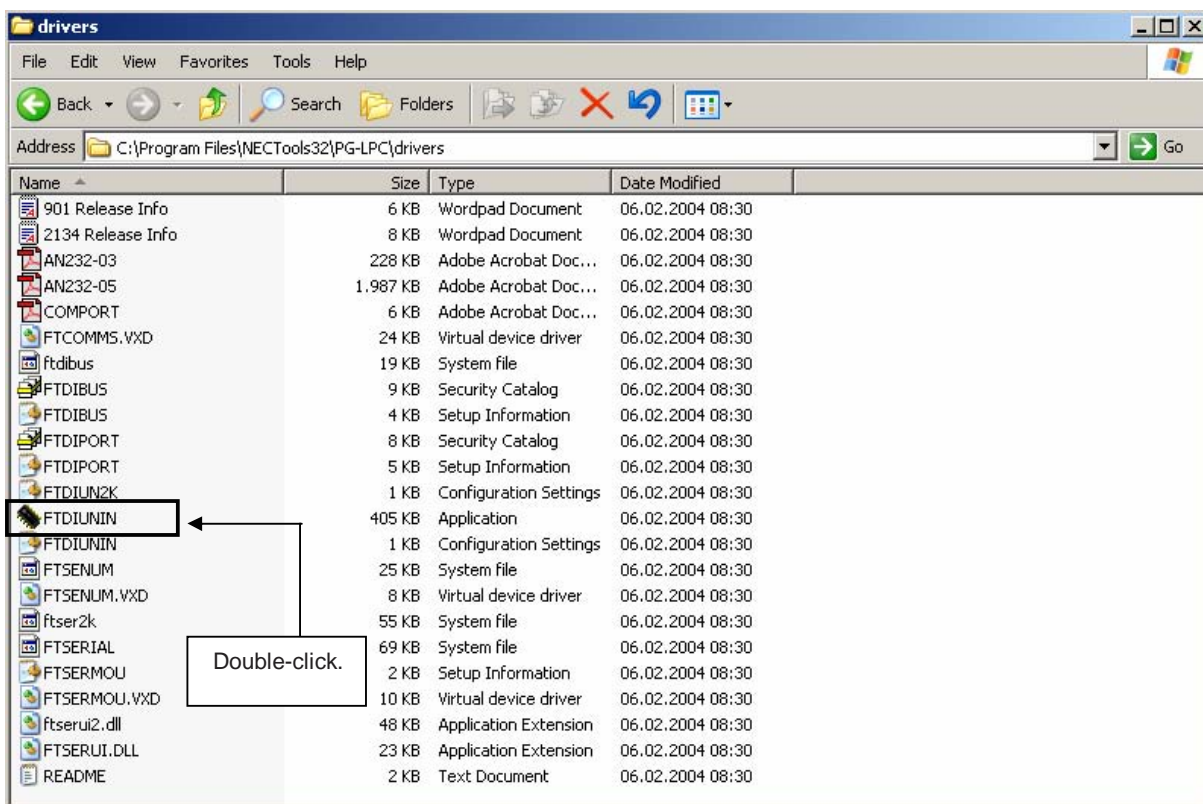 drivers
File Edit View Favorites Tools Help
Back Search Folders
Address C:\Program Files\NECTools32\PG-LPC\drivers Go
Name Size Type Date Modified
901 Release Info 6 KB Wordpad Document 06.02.2004 08:30
2134 Release Info 8 KB Wordpad Document 06.02.2004 08:30
AN232-03 228 KB Adobe Acrobat Doc... 06.02.2004 08:30
AN232-05 1.987 KB Adobe Acrobat Doc... 06.02.2004 08:30
COMPORT 6 KB Adobe Acrobat Doc... 06.02.2004 08:30
FTCOMMS.VXD 24 KB Virtual device driver 06.02.2004 08:30
ftdibus 19 KB System file 06.02.2004 08:30
FTDIBUS 9 KB Security Catalog 06.02.2004 08:30
FTDIBUS 4 KB Setup Information 06.02.2004 08:30
FTDIPORT 8 KB Security Catalog 06.02.2004 08:30
FTDIPORT 5 KB Setup Information 06.02.2004 08:30
FTDIUN2K 1 KB Configuration Settings 06.02.2004 08:30
FTDIUNIN 405 KB Application 06.02.2004 08:30
FTDIUNIN 1 KB Configuration Settings 06.02.2004 08:30
FTSENUM 25 KB System file 06.02.2004 08:30
FTSENUM.VXD 8 KB Virtual device driver 06.02.2004 08:30
ftser2k 55 KB System file 06.02.2004 08:30
FTSERIAL 69 KB System file 06.02.2004 08:30
Double-click.
FTSERMOU 2 KB Setup Information 06.02.2004 08:30
FTSERMOU.VXD 10 KB Virtual device driver 06.02.2004 08:30
ftserui2.dll 48 KB Application Extension 06.02.2004 08:30
FTSERUI.DLL 23 KB Application Extension 06.02.2004 08:30
README 2 KB Text Document 06.02.2004 08:30